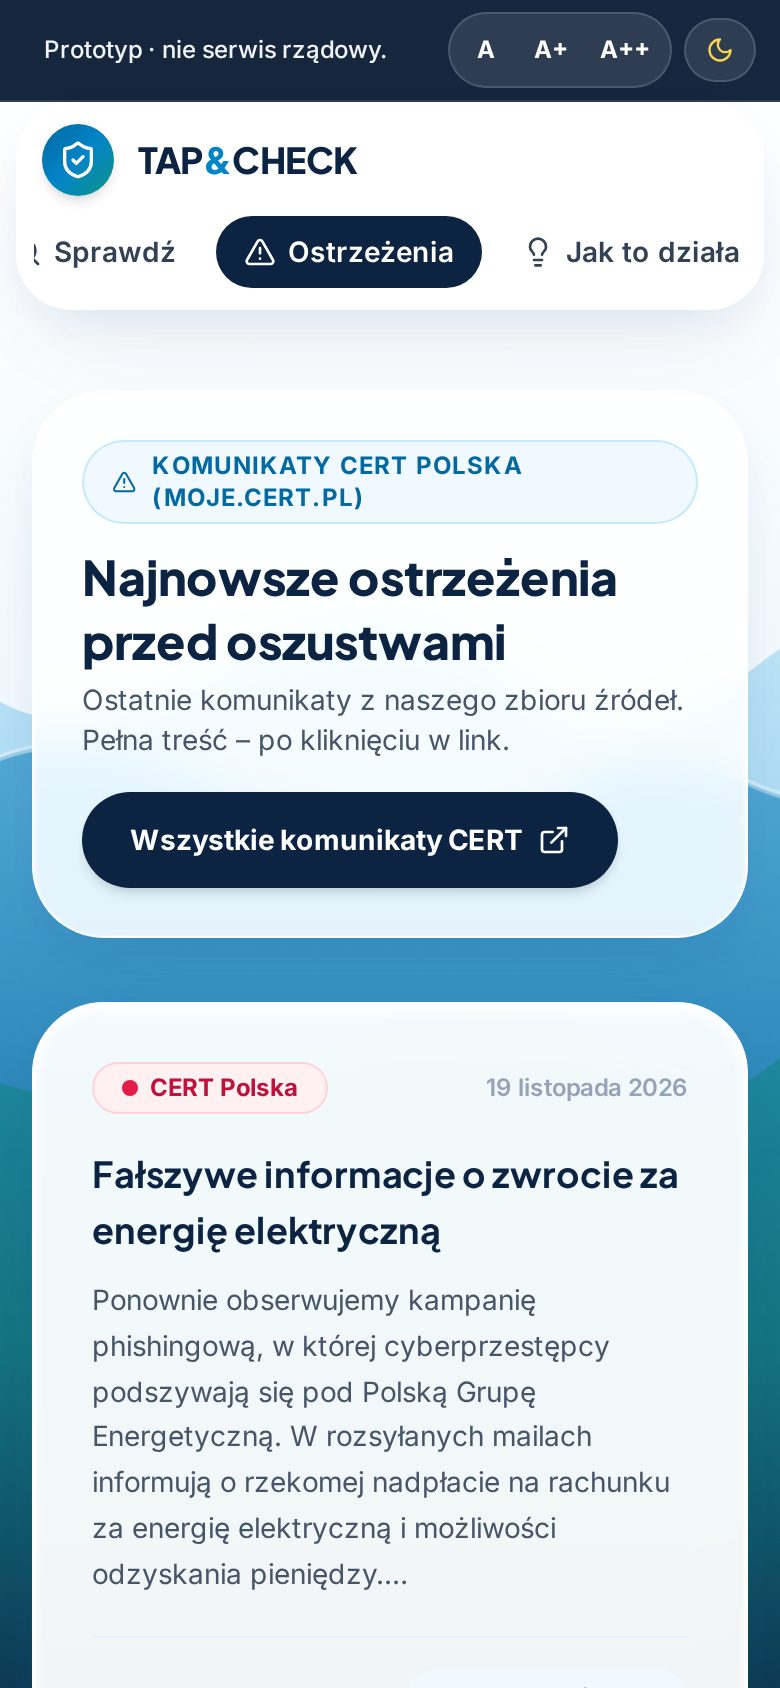 Prototyp · nie serwis rządowy.
A A+ A++
TAP&CHECK
Sprawdź Ostrzeżenia Jak to działa
KOMUNIKATY CERT POLSKA
(MOJE.CERT.PL)
Najnowsze ostrzeżenia
przed oszustwami
Ostatnie komunikaty z naszego zbioru źródeł.
Pełna treść – po kliknięciu w link.
Wszystkie komunikaty CERT
CERT Polska
19 listopada 2026
Fałszywe informacje o zwrocie za
energię elektryczną
Ponownie obserwujemy kampanię
phishingową, w której cyberprzestępcy
podszywają się pod Polską Grupę
Energetyczną. W rozsyłanych mailach
informują o rzekomej nadpłacie na rachunku
za energię elektryczną i możliwości
odzyskania pieniędzy....